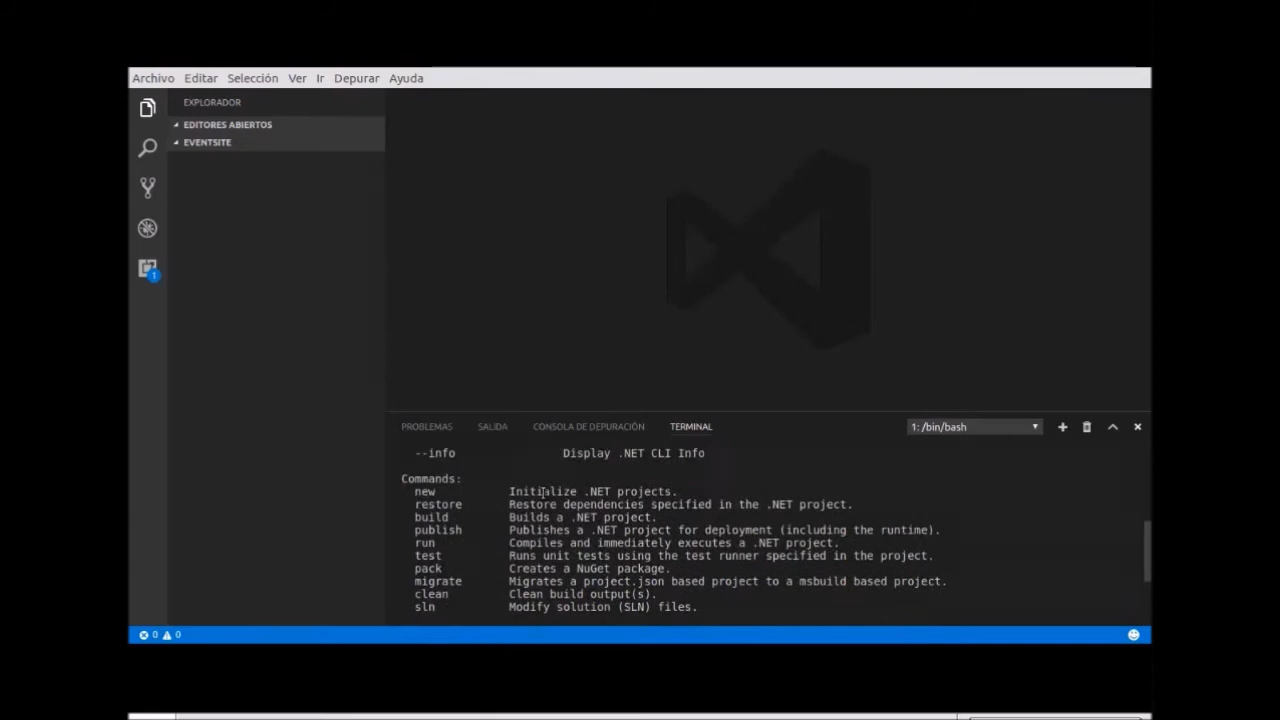 Archivo Editar Selección Ver Ir Depurar Ayuda
EXPLORADOR
EDITORES ABIERTOS
EVENTSITE
1
PROBLEMAS SALIDA CONSOLA DE DEPURACIÓN TERMINAL 1: /bin/bash
--info Display .NET CLI Info
Commands:
new Initialize .NET projects.
restore Restore dependencies specified in the .NET project.
build Builds a .NET project.
publish Publishes a .NET project for deployment (including the runtime).
run Compiles and immediately executes a .NET project.
test Runs unit tests using the test runner specified in the project.
pack Creates a NuGet package.
migrate Migrates a project.json based project to a msbuild based project.
clean Clean build output(s).
sln Modify solution (SLN) files.
0 0